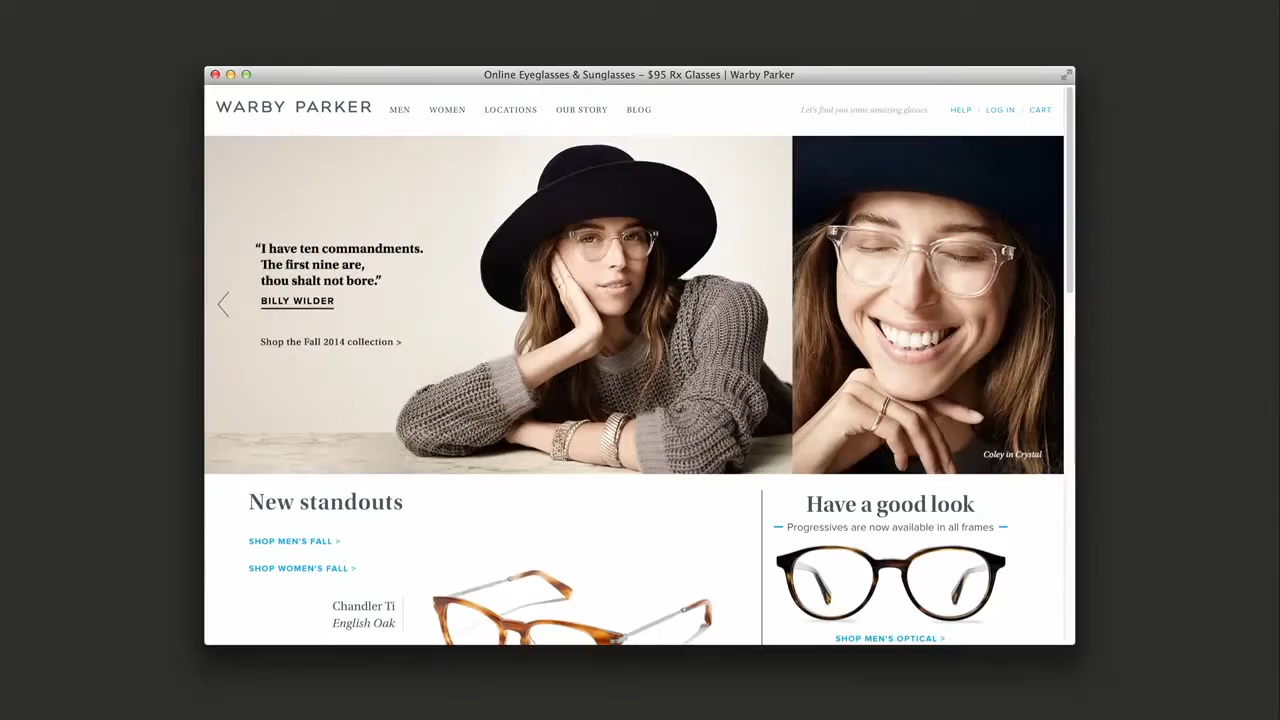 Online Eyeglasses & Sunglasses – $95 Rx Glasses | Warby Parker
WARBY PARKER MEN WOMEN LOCATIONS OUR STORY BLOG Let's find you some amazing glasses HELP LOG IN CART
“I have ten commandments.
The first nine are,
thou shalt not bore.”
BILLY WILDER
Shop the Fall 2014 collection >
Coley in Crystal
New standouts
SHOP MEN'S FALL >
SHOP WOMEN'S FALL >
Chandler Ti
English Oak
Have a good look
Progressives are now available in all frames
SHOP MEN'S OPTICAL >